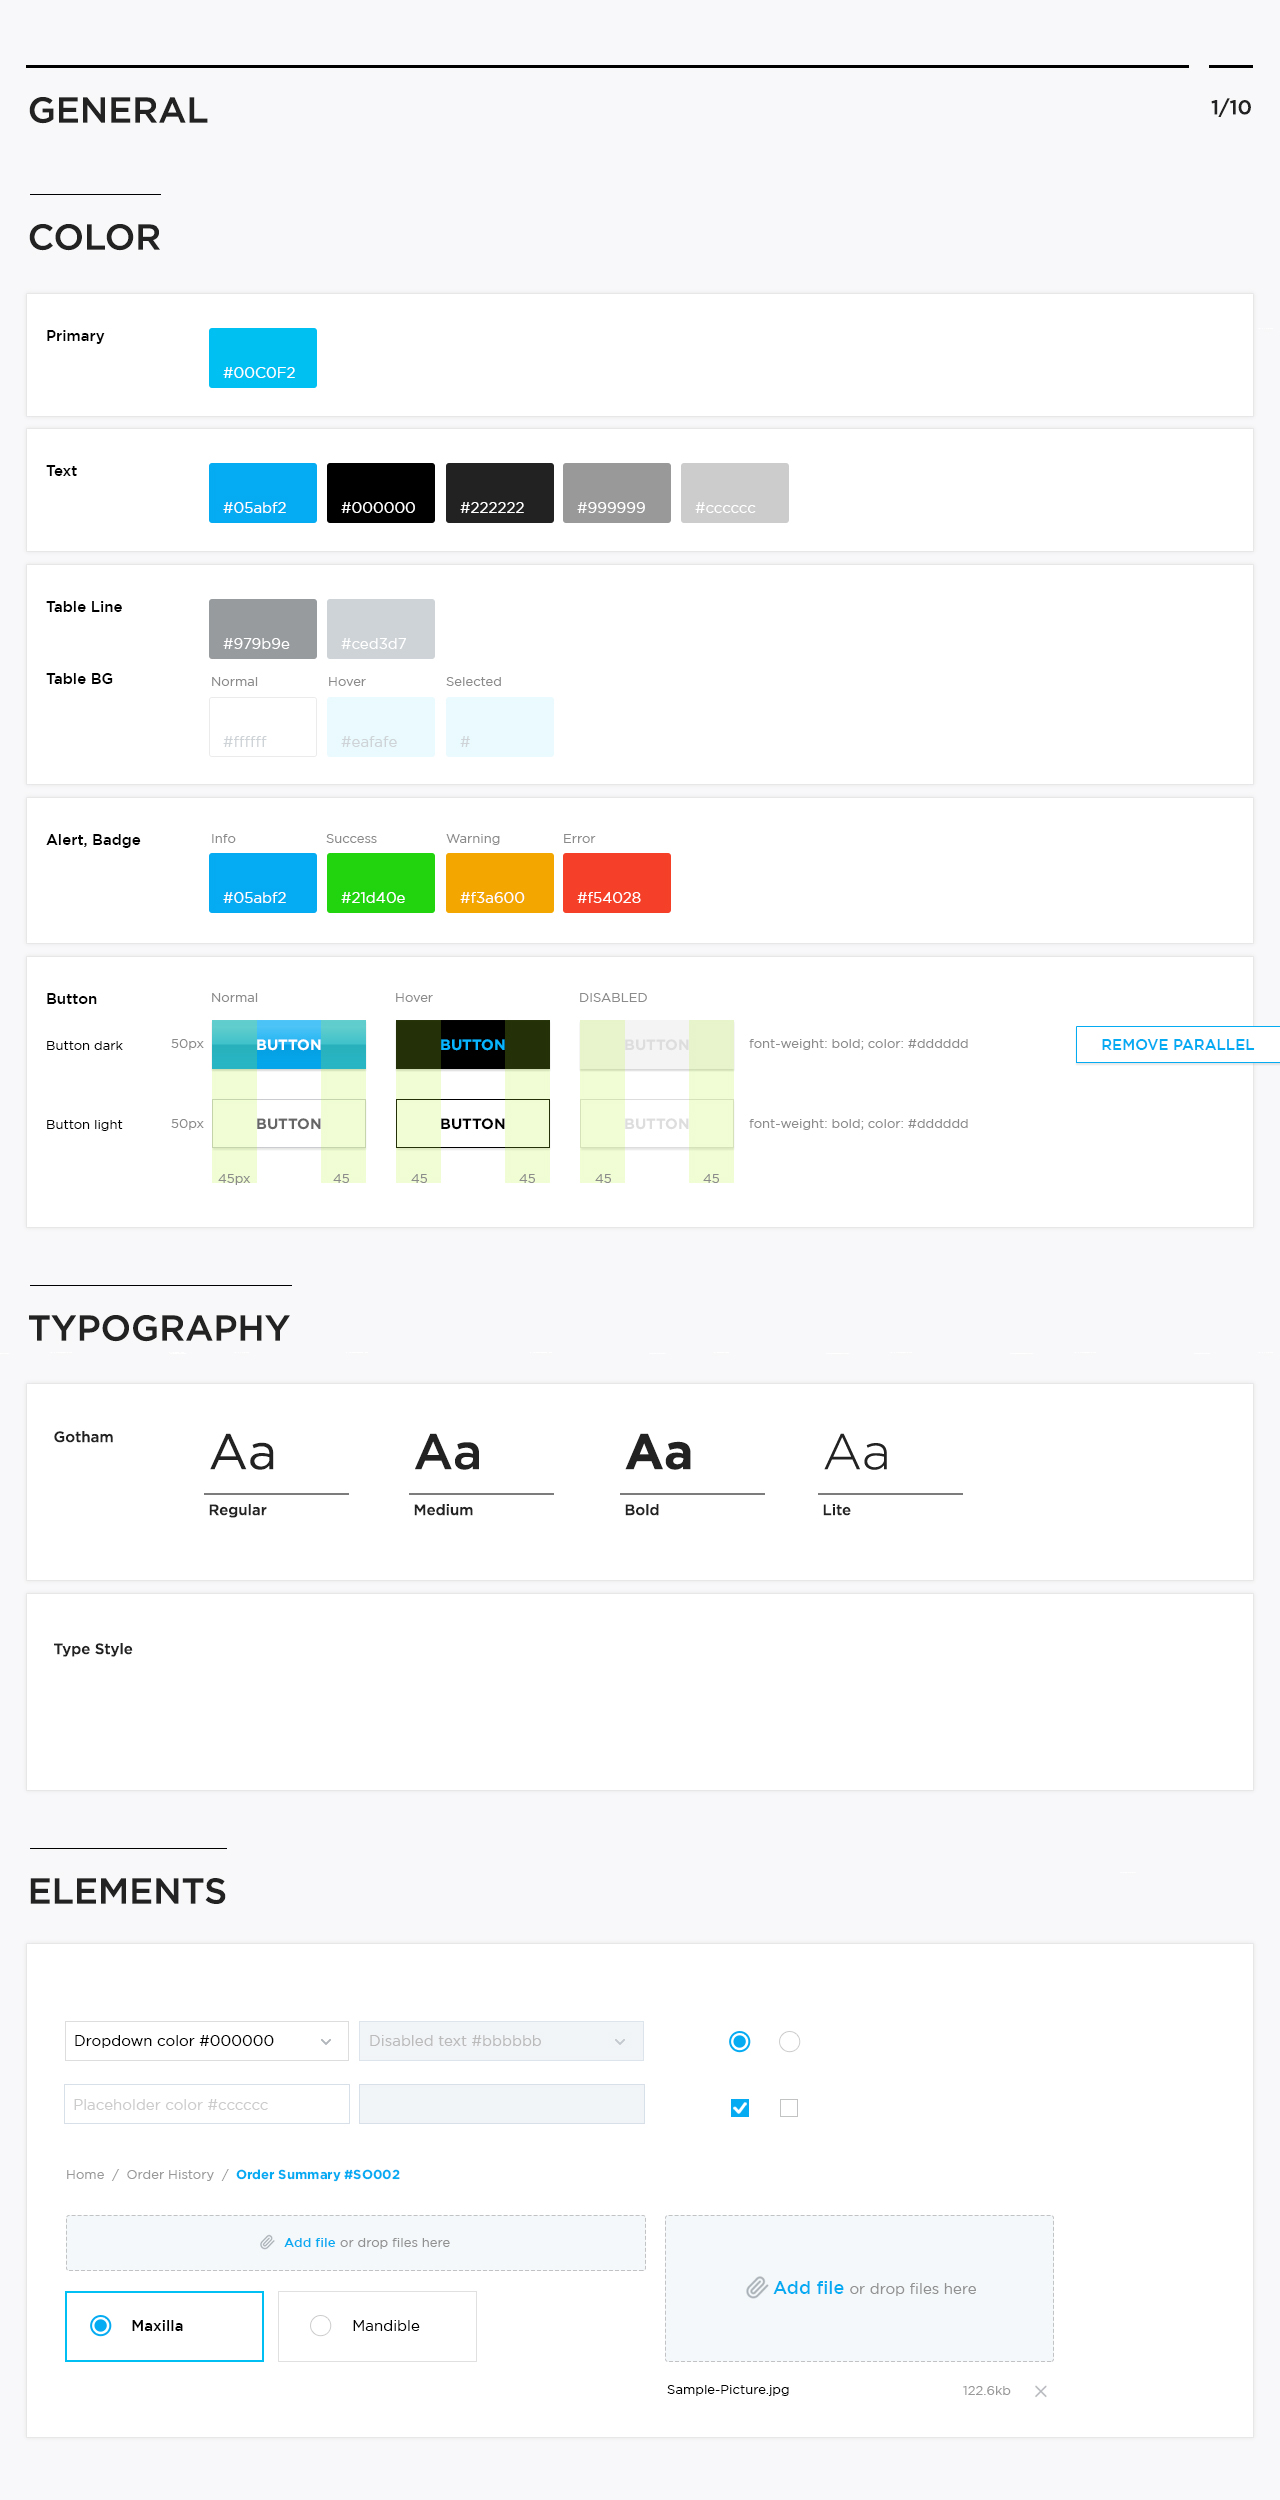 GENERAL
1/10
COLOR
Primary
#00C0F2
Text
#05abf2 #000000 #222222 #999999 #cccccc
Table Line
#979b9e #ced3d7
Table BG
Normal Hover Selected
#ffffff #eafafe #
Alert, Badge
Info Success Warning Error
#05abf2 #21d40e #f3a600 #f54028
Button
Normal Hover DISABLED
Button dark 50px BUTTON BUTTON BUTTON font-weight: bold; color: #dddddd REMOVE PARALLEL
Button light 50px BUTTON BUTTON BUTTON font-weight: bold; color: #dddddd
45px 45 45 45 45 45
TYPOGRAPHY
Gotham
Aa Aa Aa Aa
Regular Medium Bold Lite
Type Style
ELEMENTS
Dropdown color #000000 Disabled text #bbbbbb
Placeholder color #cccccc
Home / Order History / Order Summary #SO002
Add file or drop files here
Add file or drop files here
Maxilla Mandible
Sample-Picture.jpg 122.6kb